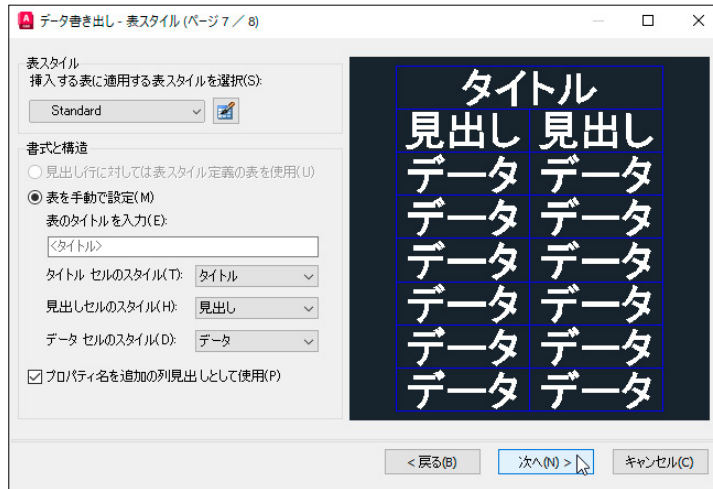 データ書き出し - 表スタイル (ページ 7 / 8)
表スタイル
挿入する表に適用する表スタイルを選択(S):
Standard
書式と構造
見出し行に対しては表スタイル定義の表を使用(U)
表を手動で設定(M)
表のタイトルを入力(E):
<タイトル>
タイトル セルのスタイル(T): タイトル
見出しセルのスタイル(H): 見出し
データ セルのスタイル(D): データ
プロパティ名を追加の列見出しとして使用(P)
タイトル
見出し 見出し
データ データ
データ データ
データ データ
データ データ
データ データ
データ データ
< 戻る(B) 次へ(N) > キャンセル(C)